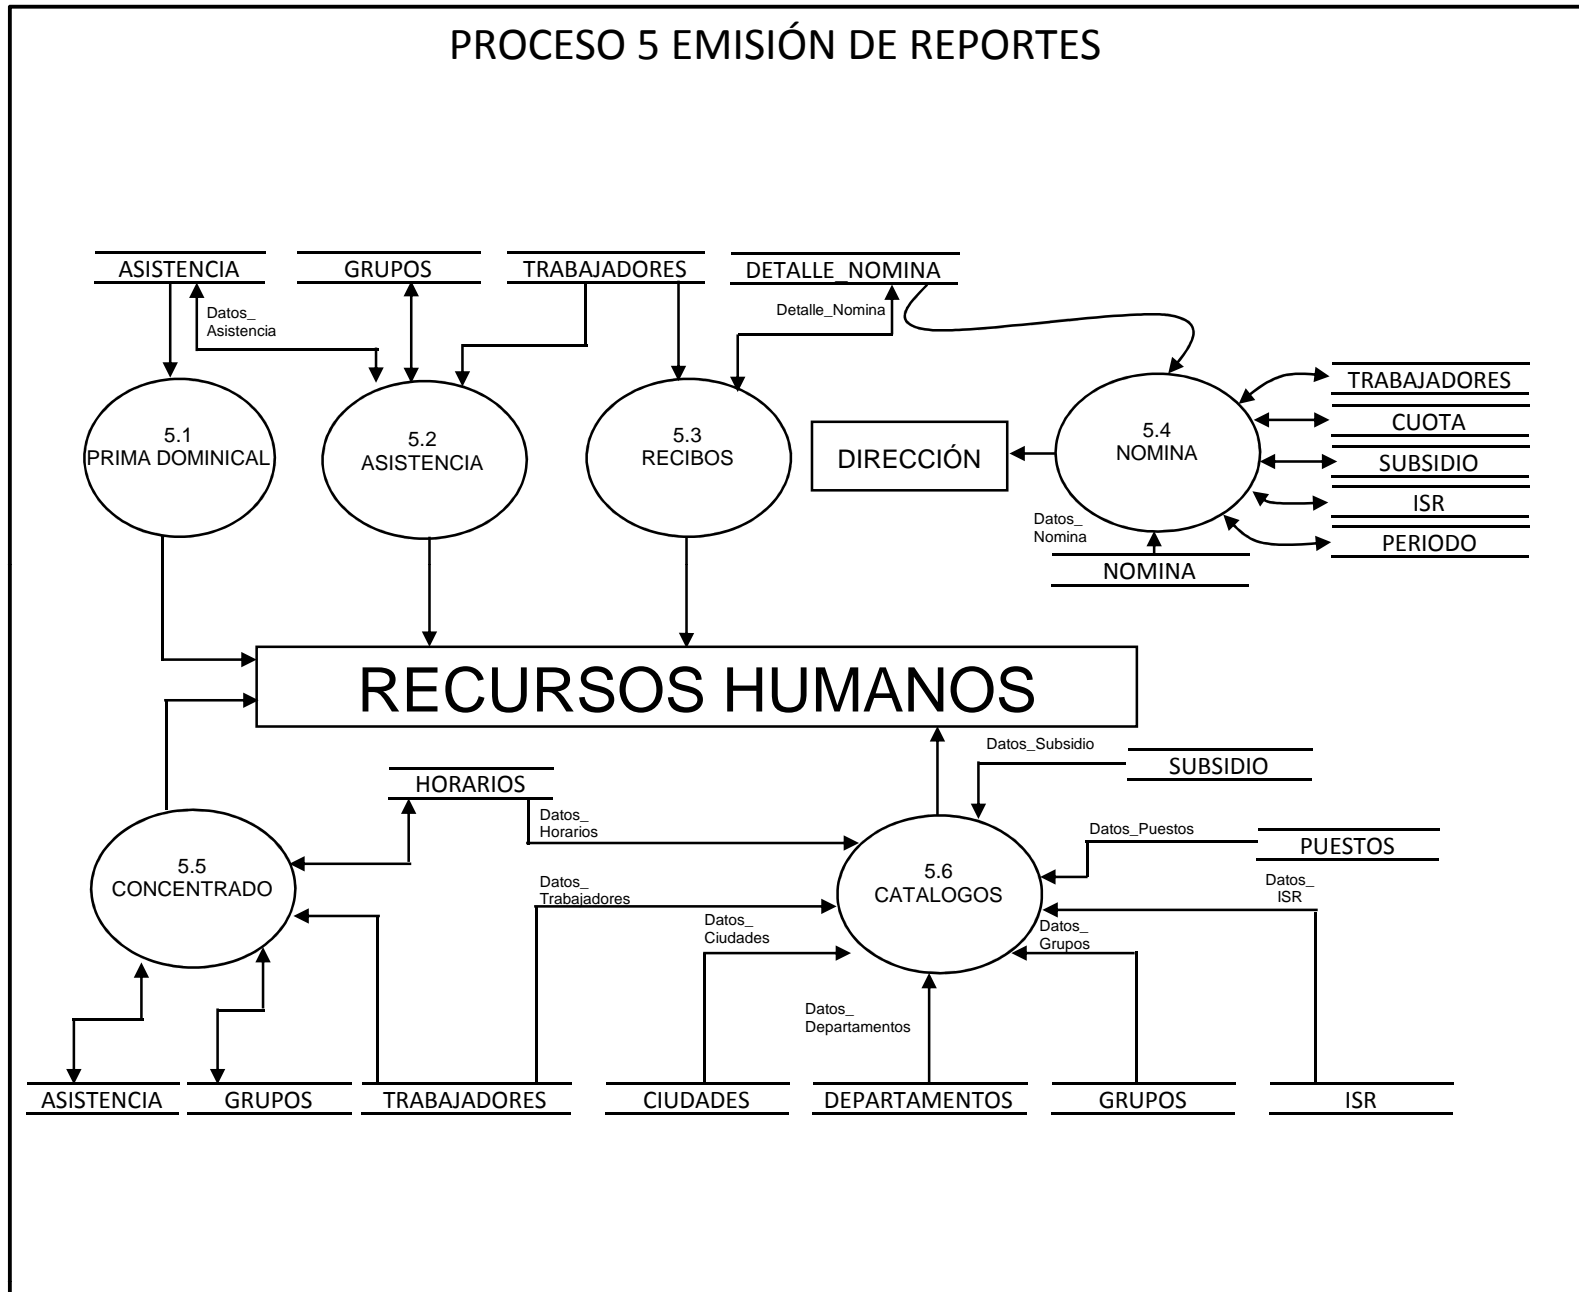 PROCESO 5 EMISIÓN DE REPORTES
ASISTENCIA
GRUPOS
TRABAJADORES
DETALLE_NOMINA
Datos_
Asistencia
Detalle_Nomina
5.1
PRIMA DOMINICAL
5.2
ASISTENCIA
5.3
RECIBOS
DIRECCIÓN
5.4
NOMINA
TRABAJADORES
CUOTA
SUBSIDIO
ISR
PERIODO
Datos_
Nomina
NOMINA
RECURSOS HUMANOS
HORARIOS
Datos_Subsidio
SUBSIDIO
Datos_
Horarios
Datos_Puestos
PUESTOS
5.5
CONCENTRADO
5.6
CATALOGOS
Datos_
Trabajadores
Datos_
ISR
Datos_
Ciudades
Datos_
Grupos
Datos_
Departamentos
ASISTENCIA
GRUPOS
TRABAJADORES
CIUDADES
DEPARTAMENTOS
GRUPOS
ISR